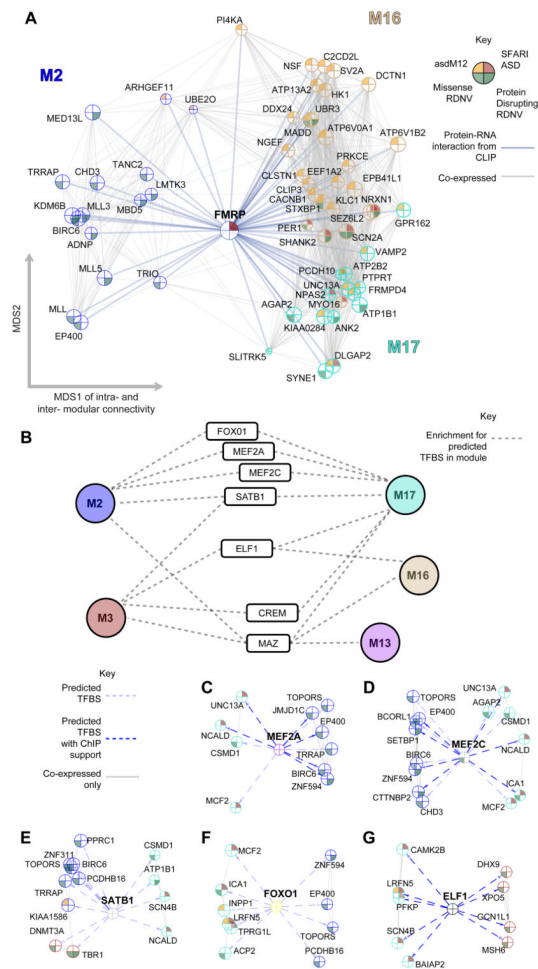 A
M16
M2
M17
PI4KA
NSF
C2CD2L
SV2A
DCTN1
ATP13A2
HK1
ARHGEF11
UBE2O
DDX24
UBR3
MADD
ATP6V0A1
ATP6V1B2
MED13L
NGEF
PRKCE
CLSTN1
EEF1A2
EPB41L1
TANC2
CHD3
TRRAP
LMTK3
CLIP3
CACNB1
KLC1
NRXN1
STXBP1
KDM6B
MLL3
MBD5
FMRP
SEZ6L2
GPR162
BIRC6
PER1
SCN2A
ADNP
SHANK2
VAMP2
MLL5
TRIO
PCDH10
ATP2B2
UNC13A
PTPRT
NPAS2
FRMPD4
MLL
AGAP2
MYO16
ATP1B1
EP400
KIAA0284
ANK2
SLITRK5
DLGAP2
SYNE1
MDS2
MDS1 of intra- and
inter- modular connectivity
Key
asdM12
SFARI
ASD
Missense
RDNV
Protein
Disrupting
RDNV
Protein-RNA
interaction from
CLIP
Co-expressed
B
FOX01
MEF2A
MEF2C
SATB1
ELF1
CREM
MAZ
M2
M3
M17
M16
M13
Key
Enrichment for
predicted
TFBS in module
Key
Predicted
TFBS
Predicted
TFBS
with ChIP
support
Co-expressed
only
C
UNC13A
TOPORS
JMJD1C
NCALD
EP400
MEF2A
CSMD1
TRRAP
BIRC6
ZNF594
MCF2
D
UNC13A
TOPORS
AGAP2
EP400
BCORL1
CSMD1
SETBP1
MEF2C
NCALD
BIRC6
ZNF594
ICA1
CTTNBP2
MCF2
CHD3
E
PPRC1
CSMD1
ZNF311
TOPORS
BIRC6
ATP1B1
PCDHB16
TRRAP
SATB1
SCN4B
KIAA1586
DNMT3A
NCALD
TBR1
F
MCF2
ZNF594
ICA1
FOXO1
EP400
INPP1
LRFN5
TPRG1L
TOPORS
ACP2
PCDHB16
G
CAMK2B
DHX9
LRFN5
ELF1
XPO5
PFKP
GCN1L1
SCN4B
MSH6
BAIAP2